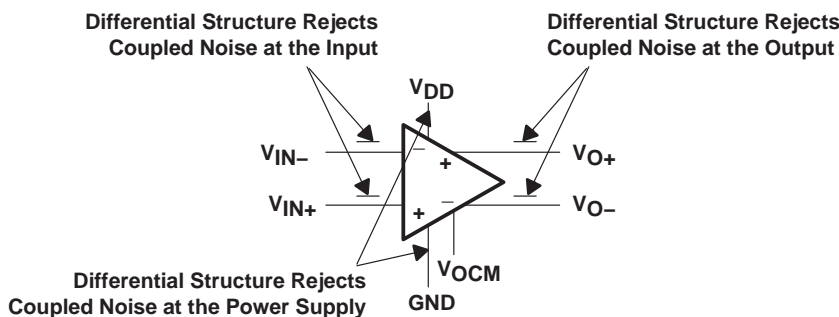 Differential Structure Rejects
Coupled Noise at the Input
Differential Structure Rejects
Coupled Noise at the Output
VDD
VIN–
VO+
–
+
VIN+
VO–
+
–
VOCM
GND
Differential Structure Rejects
Coupled Noise at the Power Supply